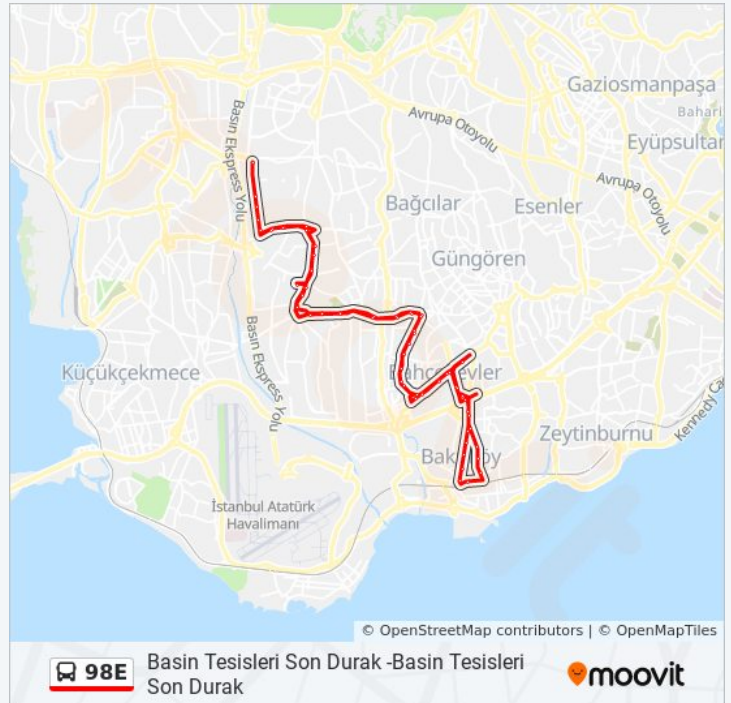 Gaziosmanpaşa
Bahari
Avrupa Otoyolu
Eyüpsultan
Basın Ekspress Yolu
Avrupa Otoyolu
Bağcılar
Esenler
Güngören
Basın Ekspress Yolu
Küçükçekmece
Bahçelievler
Zeytinburnu
Kennedy Ca
Bakırköy
İstanbul Atatürk
Havalimanı
© OpenStreetMap contributors | © OpenMapTiles
98E
Basin Tesisleri Son Durak -Basin Tesisleri
Son Durak
moovit